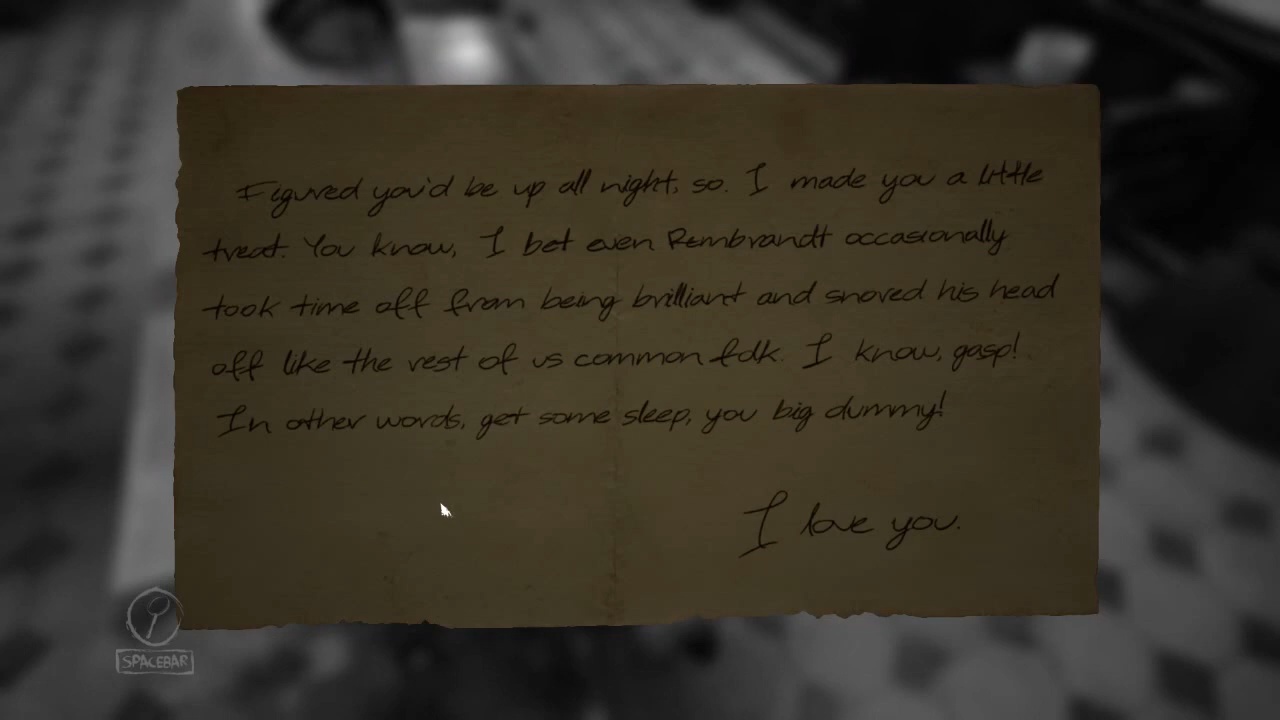 Figured you'd be up all night, so. I made you a little
treat. You know, I bet even Rembrandt occasionally
took time off from being brilliant and snored his head
off like the rest of us common folk. I know, gasp!
In other words, get some sleep, you big dummy!
I love you.
SPACEBAR